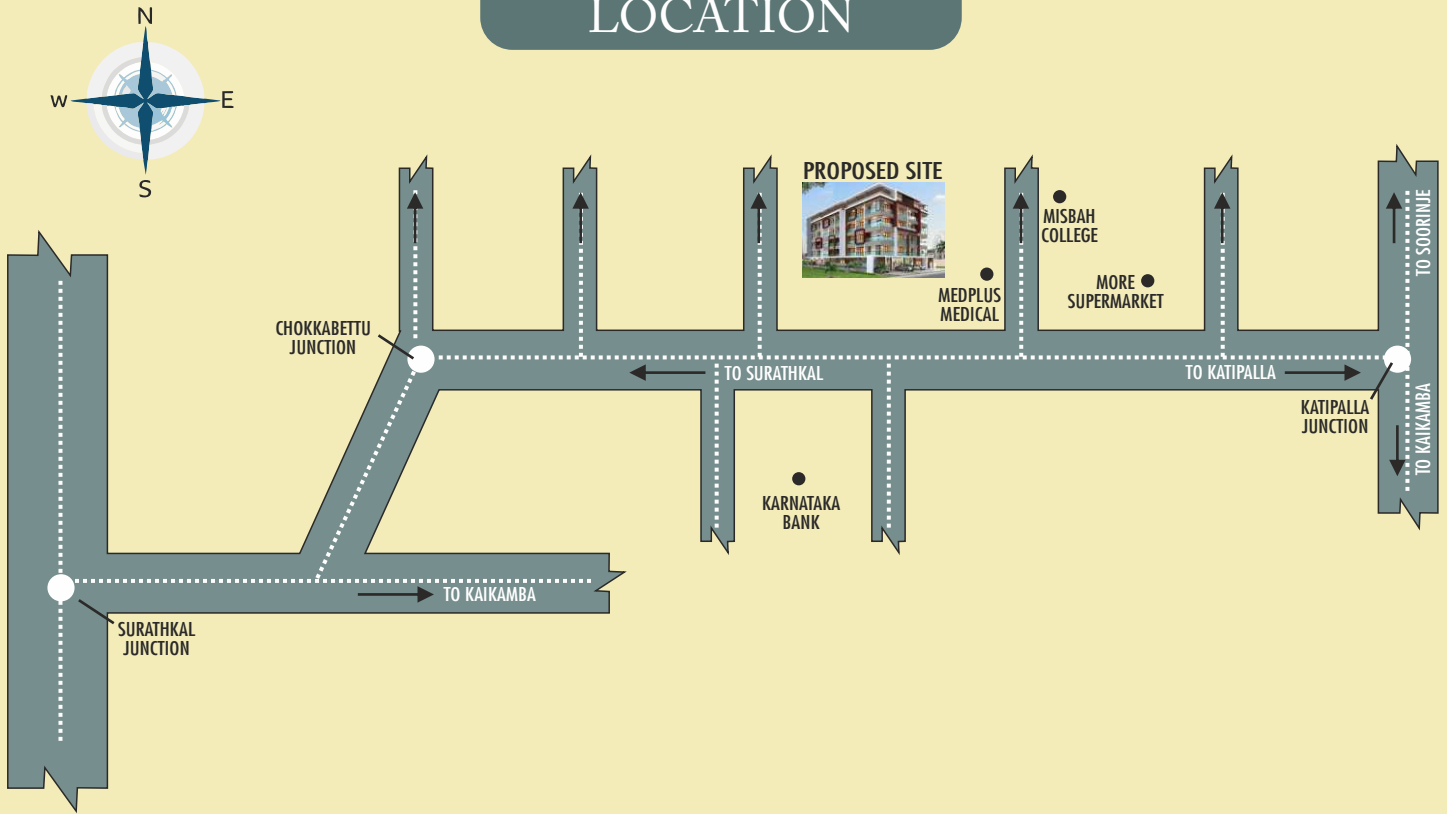 LOCATION
N
W
E
S
PROPOSED SITE
MISBAH
COLLEGE
TO SOORINJE
MORE
SUPERMARKET
MEDPLUS
MEDICAL
CHOKKABETTU
JUNCTION
TO SURATHKAL
TO KATIPALLA
KATIPALLA
JUNCTION
TO KAIKAMBA
KARNATAKA
BANK
TO KAIKAMBA
SURATHKAL
JUNCTION